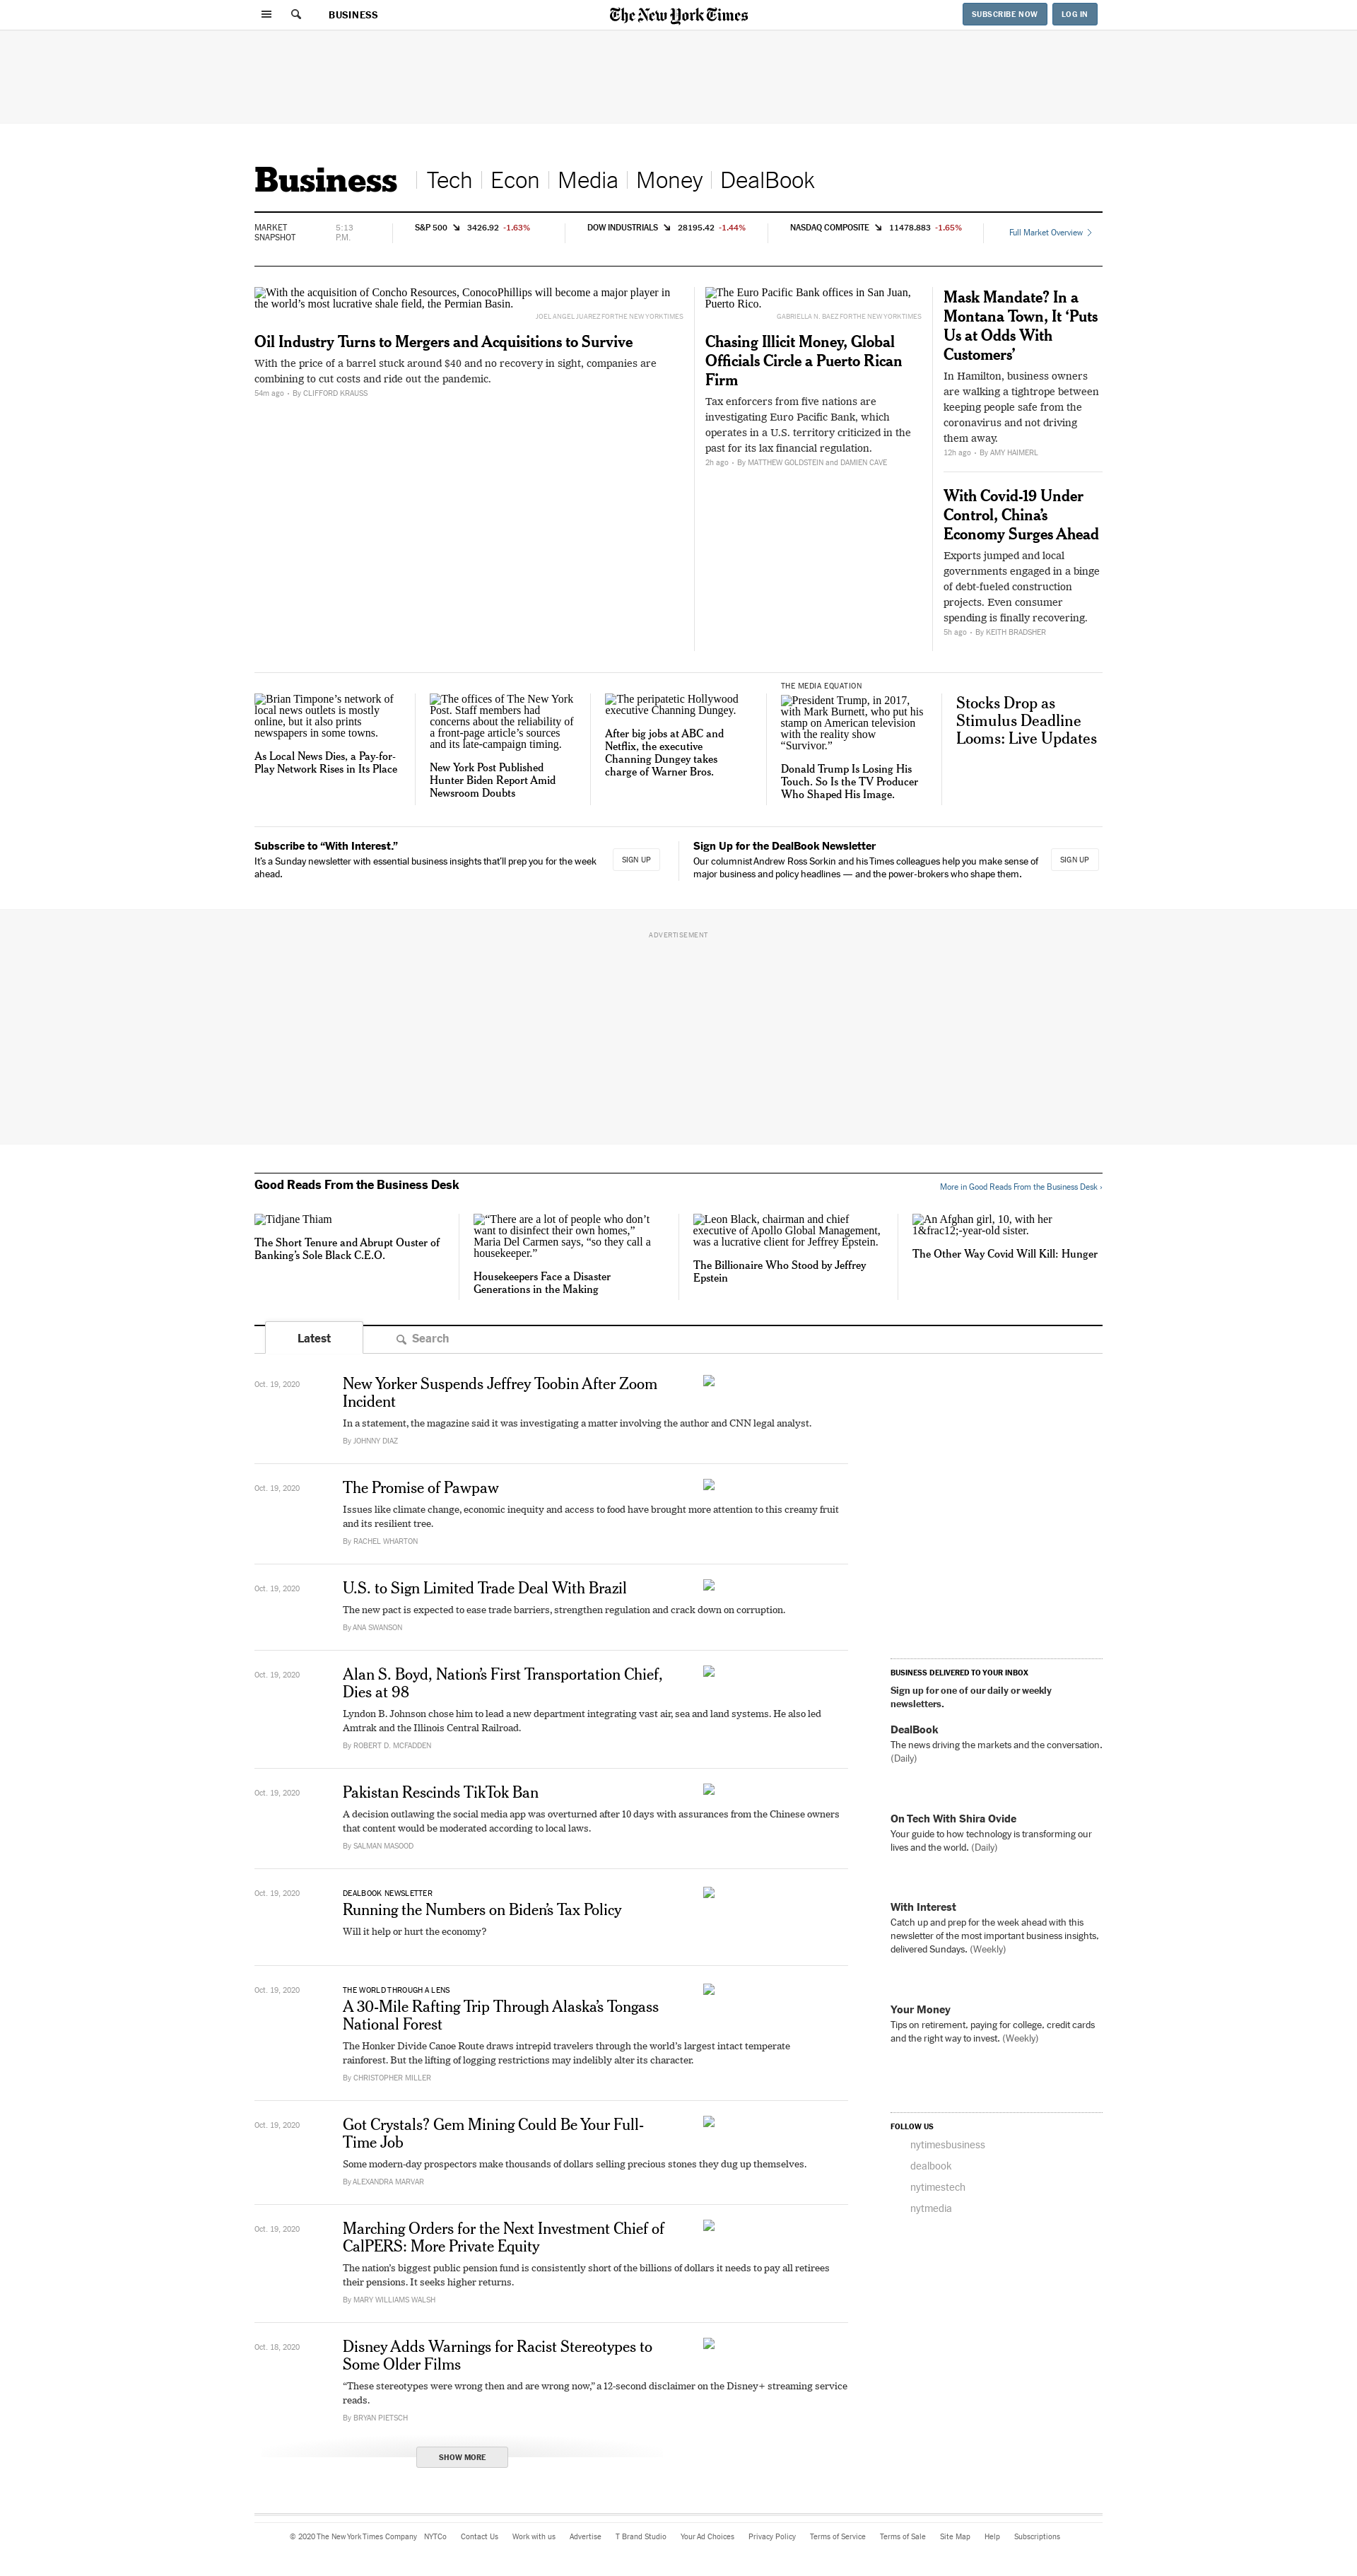 BUSINESS
The New York Times
SUBSCRIBE NOW
LOG IN
Business
Tech
Econ
Media
Money
DealBook
MARKET
SNAPSHOT
5:13
P.M.
S&P 500 3426.92 -1.63%
DOW INDUSTRIALS 28195.42 -1.44%
NASDAQ COMPOSITE 11478.883 -1.65%
Full Market Overview
With the acquisition of Concho Resources, ConocoPhillips will become a major player in
the world’s most lucrative shale field, the Permian Basin.
JOEL ANGEL JUAREZ FOR THE NEW YORK TIMES
Oil Industry Turns to Mergers and Acquisitions to Survive
With the price of a barrel stuck around $40 and no recovery in sight, companies are
combining to cut costs and ride out the pandemic.
54m ago • By CLIFFORD KRAUSS
The Euro Pacific Bank offices in San Juan,
Puerto Rico.
GABRIELLA N. BAEZ FOR THE NEW YORK TIMES
Chasing Illicit Money, Global
Officials Circle a Puerto Rican
Firm
Tax enforcers from five nations are
investigating Euro Pacific Bank, which
operates in a U.S. territory criticized in the
past for its lax financial regulation.
2h ago • By MATTHEW GOLDSTEIN and DAMIEN CAVE
Mask Mandate? In a
Montana Town, It ‘Puts
Us at Odds With
Customers’
In Hamilton, business owners
are walking a tightrope between
keeping people safe from the
coronavirus and not driving
them away.
12h ago • By AMY HAIMERL
With Covid-19 Under
Control, China’s
Economy Surges Ahead
Exports jumped and local
governments engaged in a binge
of debt-fueled construction
projects. Even consumer
spending is finally recovering.
5h ago • By KEITH BRADSHER
Brian Timpone’s network of
local news outlets is mostly
online, but it also prints
newspapers in some towns.
As Local News Dies, a Pay-for-
Play Network Rises in Its Place
The offices of The New York
Post. Staff members had
concerns about the reliability of
a front-page article’s sources
and its late-campaign timing.
New York Post Published
Hunter Biden Report Amid
Newsroom Doubts
The peripatetic Hollywood
executive Channing Dungey.
After big jobs at ABC and
Netflix, the executive
Channing Dungey takes
charge of Warner Bros.
THE MEDIA EQUATION
President Trump, in 2017,
with Mark Burnett, who put his
stamp on American television
with the reality show
“Survivor.”
Donald Trump Is Losing His
Touch. So Is the TV Producer
Who Shaped His Image.
Stocks Drop as
Stimulus Deadline
Looms: Live Updates
Subscribe to “With Interest.”
It’s a Sunday newsletter with essential business insights that’ll prep you for the week
ahead.
SIGN UP
Sign Up for the DealBook Newsletter
Our columnist Andrew Ross Sorkin and his Times colleagues help you make sense of
major business and policy headlines — and the power-brokers who shape them.
SIGN UP
ADVERTISEMENT
Good Reads From the Business Desk
More in Good Reads From the Business Desk ›
Tidjane Thiam
The Short Tenure and Abrupt Ouster of
Banking’s Sole Black C.E.O.
“There are a lot of people who don’t
want to disinfect their own homes,”
Maria Del Carmen says, “so they call a
housekeeper.”
Housekeepers Face a Disaster
Generations in the Making
Leon Black, chairman and chief
executive of Apollo Global Management,
was a lucrative client for Jeffrey Epstein.
The Billionaire Who Stood by Jeffrey
Epstein
An Afghan girl, 10, with her
1&frac12;-year-old sister.
The Other Way Covid Will Kill: Hunger
Latest
Search
Oct. 19, 2020
New Yorker Suspends Jeffrey Toobin After Zoom
Incident
In a statement, the magazine said it was investigating a matter involving the author and CNN legal analyst.
By JOHNNY DIAZ
Oct. 19, 2020
The Promise of Pawpaw
Issues like climate change, economic inequity and access to food have brought more attention to this creamy fruit
and its resilient tree.
By RACHEL WHARTON
Oct. 19, 2020
U.S. to Sign Limited Trade Deal With Brazil
The new pact is expected to ease trade barriers, strengthen regulation and crack down on corruption.
By ANA SWANSON
Oct. 19, 2020
Alan S. Boyd, Nation’s First Transportation Chief,
Dies at 98
Lyndon B. Johnson chose him to lead a new department integrating vast air, sea and land systems. He also led
Amtrak and the Illinois Central Railroad.
By ROBERT D. MCFADDEN
Oct. 19, 2020
Pakistan Rescinds TikTok Ban
A decision outlawing the social media app was overturned after 10 days with assurances from the Chinese owners
that content would be moderated according to local laws.
By SALMAN MASOOD
Oct. 19, 2020
DEALBOOK NEWSLETTER
Running the Numbers on Biden’s Tax Policy
Will it help or hurt the economy?
Oct. 19, 2020
THE WORLD THROUGH A LENS
A 30-Mile Rafting Trip Through Alaska’s Tongass
National Forest
The Honker Divide Canoe Route draws intrepid travelers through the world’s largest intact temperate
rainforest. But the lifting of logging restrictions may indelibly alter its character.
By CHRISTOPHER MILLER
Oct. 19, 2020
Got Crystals? Gem Mining Could Be Your Full-
Time Job
Some modern-day prospectors make thousands of dollars selling precious stones they dug up themselves.
By ALEXANDRA MARVAR
Oct. 19, 2020
Marching Orders for the Next Investment Chief of
CalPERS: More Private Equity
The nation’s biggest public pension fund is consistently short of the billions of dollars it needs to pay all retirees
their pensions. It seeks higher returns.
By MARY WILLIAMS WALSH
Oct. 18, 2020
Disney Adds Warnings for Racist Stereotypes to
Some Older Films
“These stereotypes were wrong then and are wrong now,” a 12-second disclaimer on the Disney+ streaming service
reads.
By BRYAN PIETSCH
SHOW MORE
BUSINESS DELIVERED TO YOUR INBOX
Sign up for one of our daily or weekly
newsletters.
DealBook
The news driving the markets and the conversation.
(Daily)
On Tech With Shira Ovide
Your guide to how technology is transforming our
lives and the world. (Daily)
With Interest
Catch up and prep for the week ahead with this
newsletter of the most important business insights,
delivered Sundays. (Weekly)
Your Money
Tips on retirement, paying for college, credit cards
and the right way to invest. (Weekly)
FOLLOW US
nytimesbusiness
dealbook
nytimestech
nytmedia
© 2020 The New York Times Company NYTCo Contact Us Work with us Advertise T Brand Studio Your Ad Choices Privacy Policy Terms of Service Terms of Sale Site Map Help Subscriptions